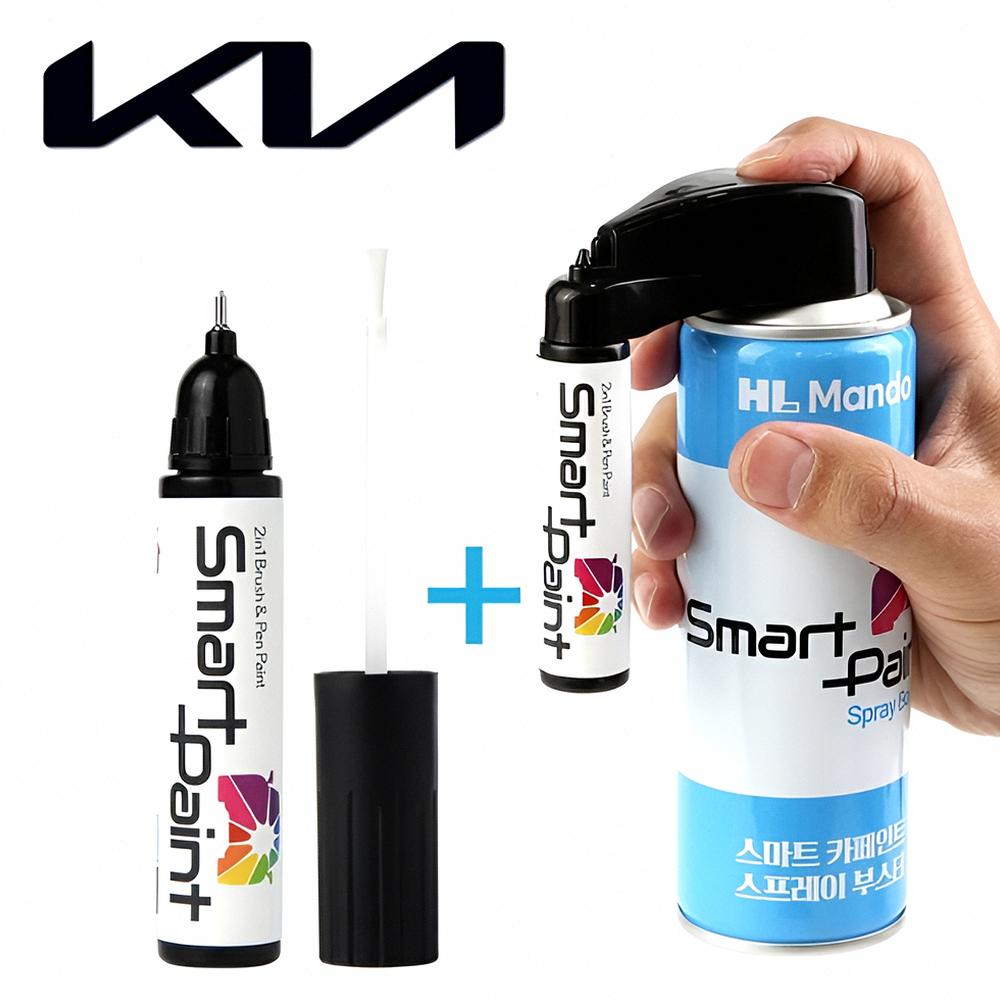 KIA
2in1 Brush & Pen Paint
Smart
Paint
2in1 Brush & Pen Paint
Smart
Paint
HL Mando
Smart
Spray
스마트 카페인트
스프레이 부스터